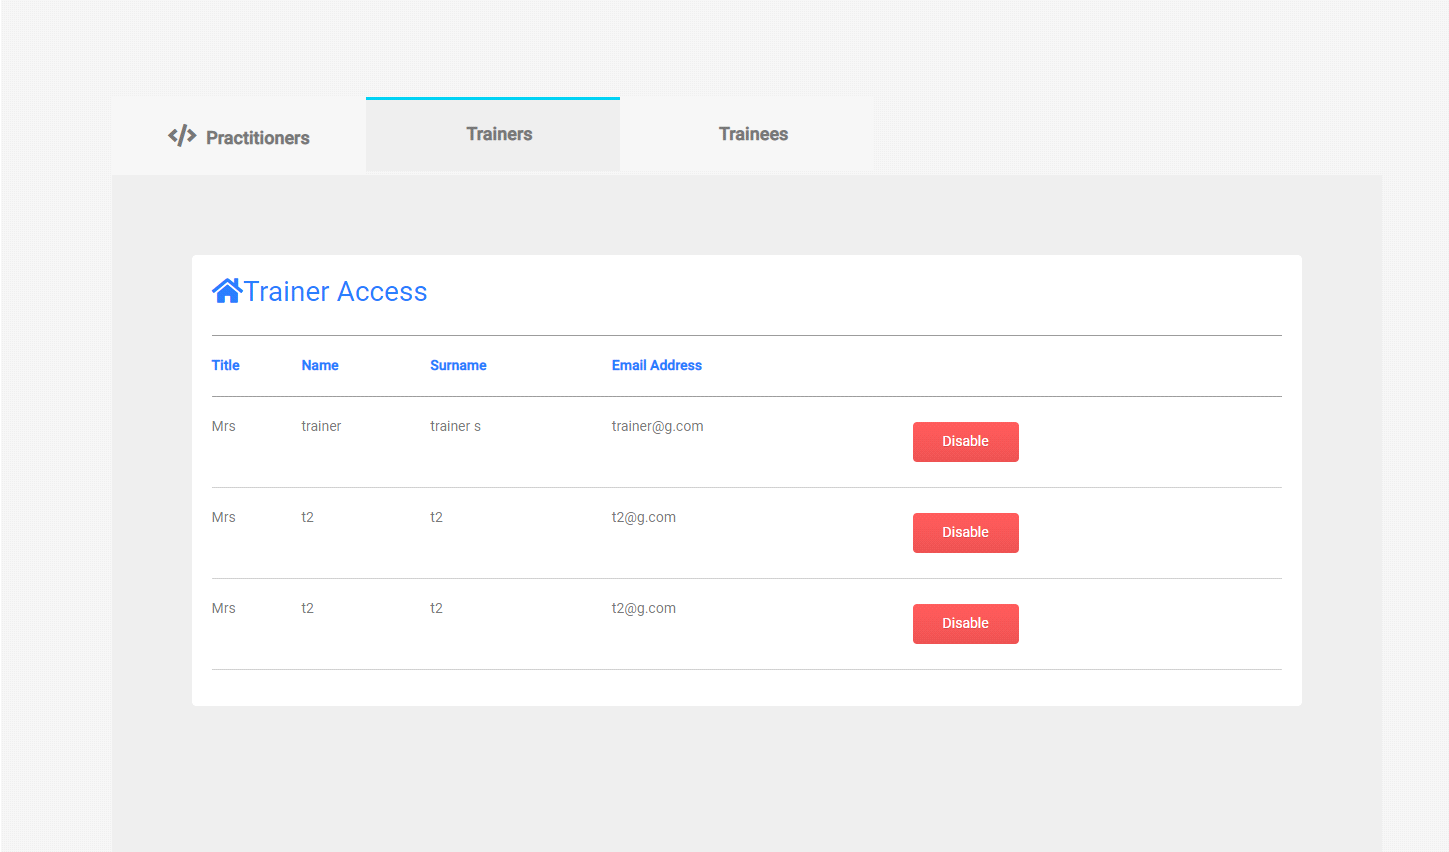 Practitioners Trainers Trainees
Trainer Access
Title Name Surname Email Address
Mrs trainer trainer s trainer@g.com Disable
Mrs t2 t2 t2@g.com Disable
Mrs t2 t2 t2@g.com Disable